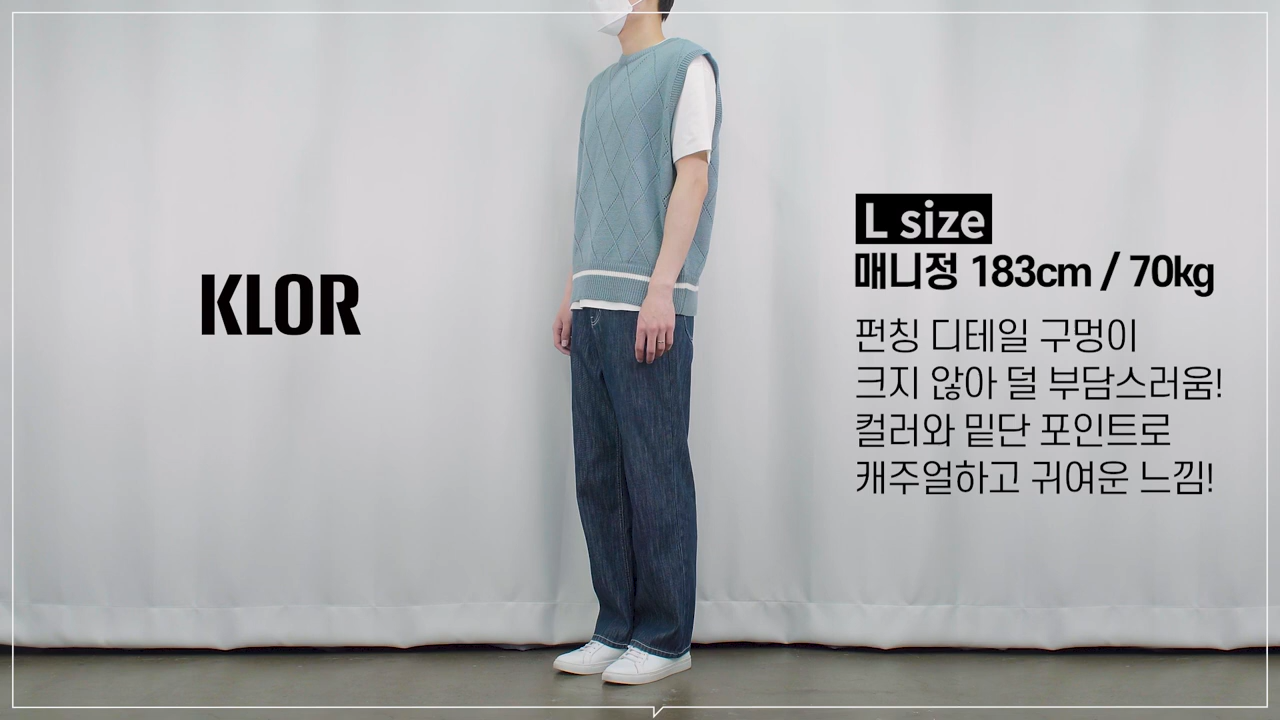 KLOR
L size
매니정 183cm / 70kg
펀칭 디테일 구멍이
크지 않아 덜 부담스러움!
컬러와 밑단 포인트로
캐주얼하고 귀여운 느낌!